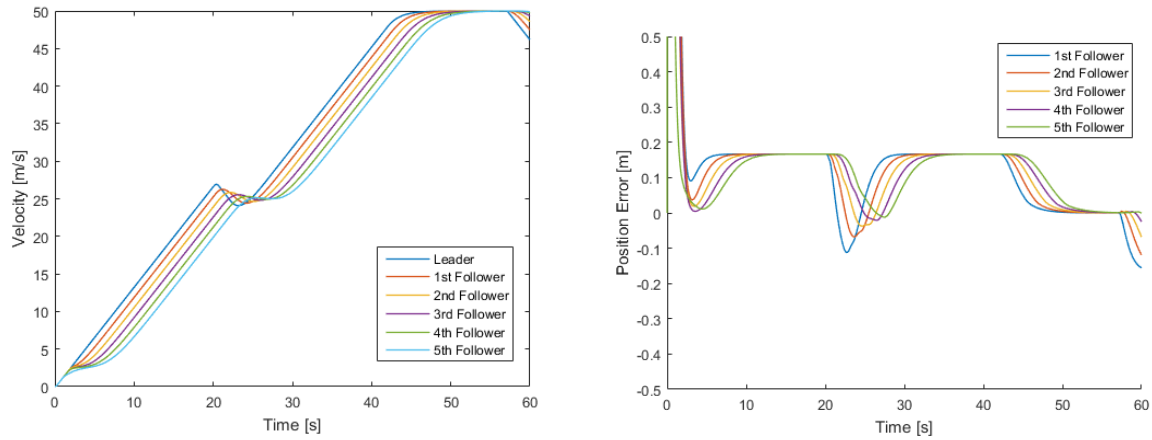 50
45
40
35
30
25
20
15
10
5
0
Velocity [m/s]
Leader
1st Follower
2nd Follower
3rd Follower
4th Follower
5th Follower
0 10 20 30 40 50 60
Time [s]
0.5
0.4
0.3
0.2
0.1
0
-0.1
-0.2
-0.3
-0.4
-0.5
Position Error [m]
1st Follower
2nd Follower
3rd Follower
4th Follower
5th Follower
0 10 20 30 40 50 60
Time [s]